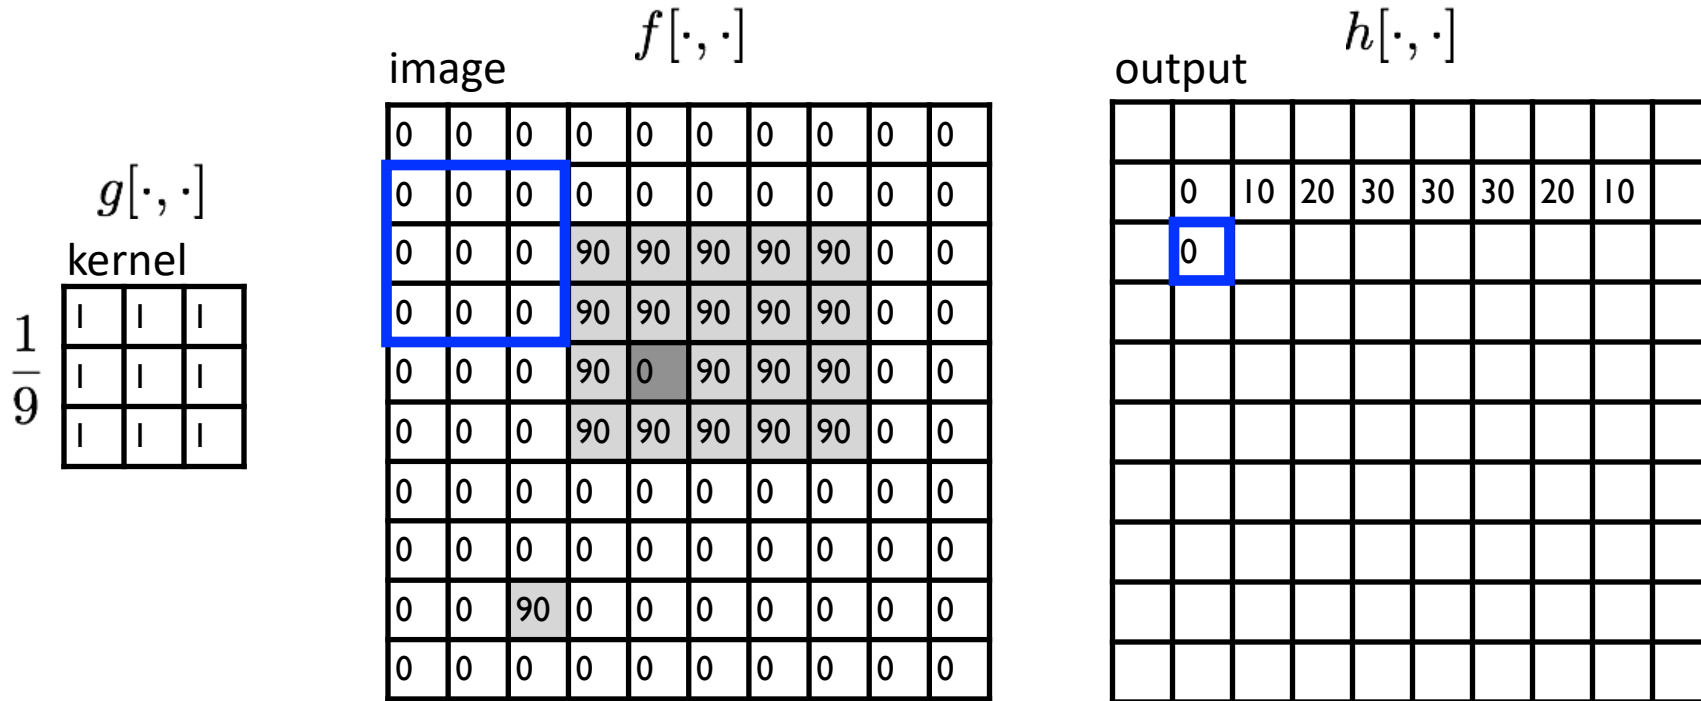 f[·, ·]
h[·, ·]
image
output
g[·, ·]
kernel
1/9
1 1 1
1 1 1
1 1 1
0 0 0 0 0 0 0 0 0 0
0 0 0 0 0 0 0 0 0 0
0 0 0 90 90 90 90 90 0 0
0 0 0 90 90 90 90 90 0 0
0 0 0 90 0 90 90 90 0 0
0 0 0 90 90 90 90 90 0 0
0 0 0 0 0 0 0 0 0 0
0 0 0 0 0 0 0 0 0 0
0 0 90 0 0 0 0 0 0 0
0 0 0 0 0 0 0 0 0 0
0 10 20 30 30 30 20 10
0